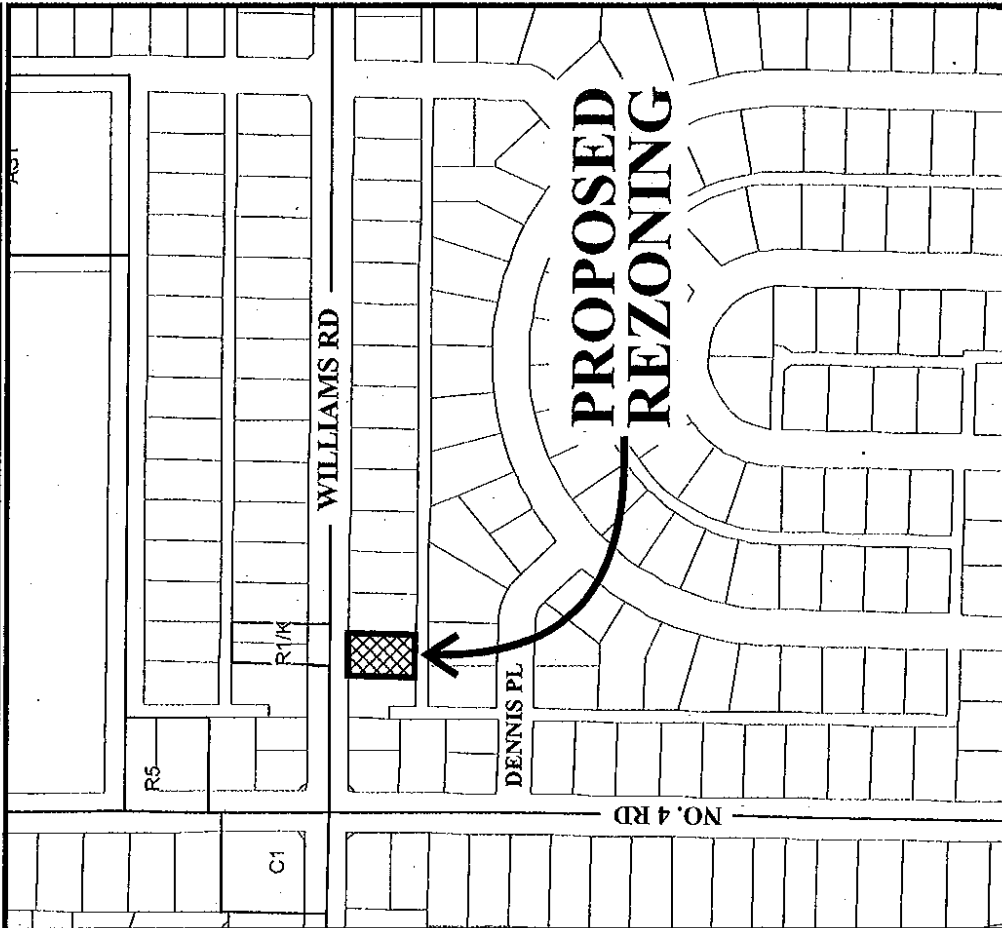 PROPOSED
REZONING
WILLIAMS RD
R1/K
DENNIS PL
R5
NO. 4 RD
C1